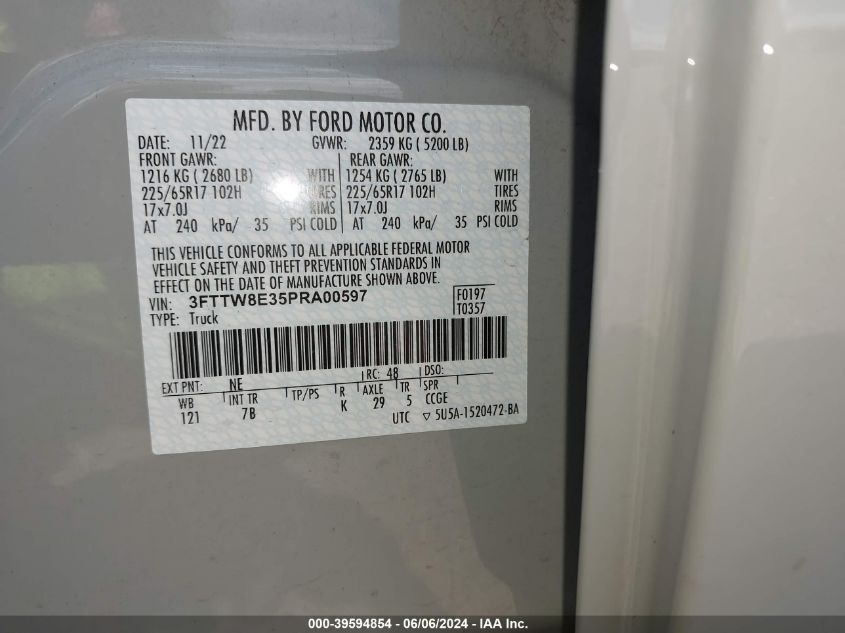 MFD. BY FORD MOTOR CO.
DATE: 11/22 GVWR: 2359 KG ( 5200 LB)
FRONT GAWR: REAR GAWR:
1216 KG ( 2680 LB) WITH 1254 KG ( 2765 LB) WITH
225/65R17 102H TIRES 225/65R17 102H TIRES
17x7.0J RIMS 17x7.0J RIMS
AT 240 kPa/ 35 PSI COLD AT 240 kPa/ 35 PSI COLD
THIS VEHICLE CONFORMS TO ALL APPLICABLE FEDERAL MOTOR
VEHICLE SAFETY AND THEFT PREVENTION STANDARDS IN
EFFECT ON THE DATE OF MANUFACTURE SHOWN ABOVE.
VIN: 3FTTW8E35PRA00597 F0197
TYPE: Truck T0357
EXT PNT: NE RC: 48 DSO:
WB INT TR TP/PS R AXLE TR SPR
121 7B K 29 5 CCGE
UTC ▽ 5U5A-1520472-BA
000-39594854 - 06/06/2024 - IAA Inc.